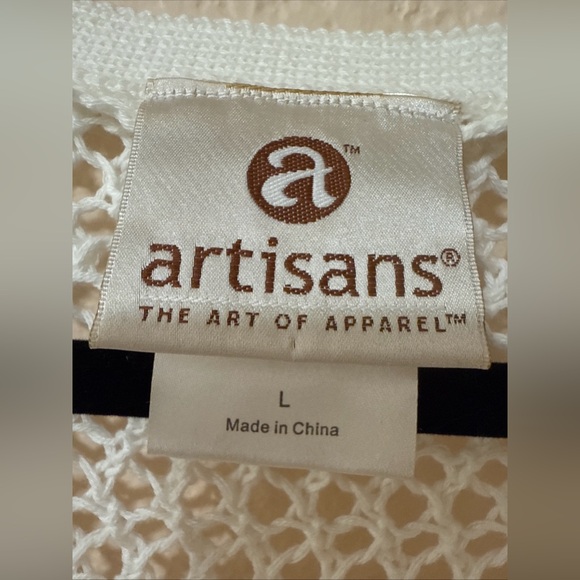 a™
artisans®
THE ART OF APPAREL™
L
Made in China